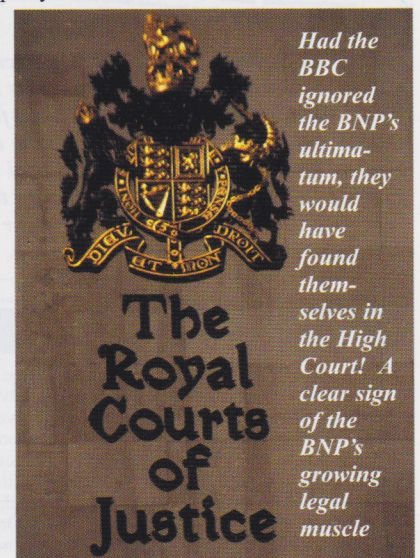 DIEU
ET MON
DROIT
The
Royal
Courts
of
Justice
Had the
BBC
ignored
the BNP's
ultima-
tum, they
would
have
found
them-
selves in
the High
Court! A
clear sign
of the
BNP's
growing
legal
muscle